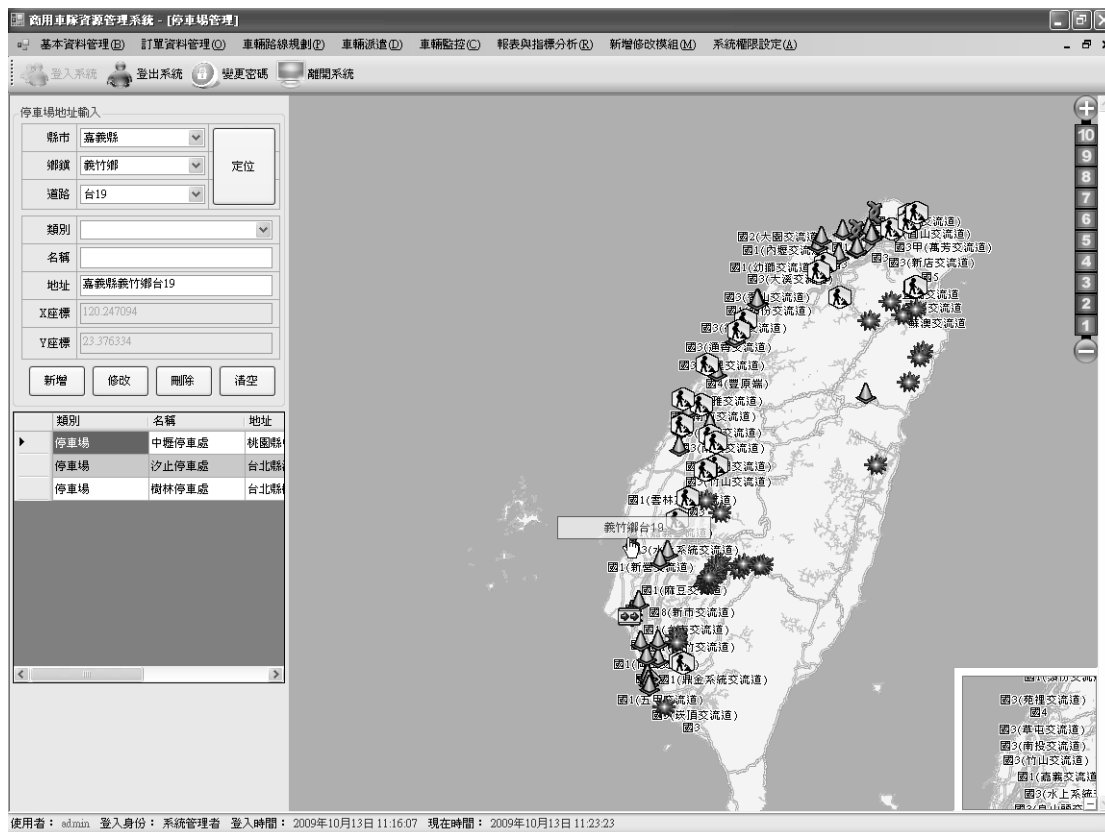 商用車隊資源管理系統 - [停車場管理]
基本資料管理(B) 訂單資料管理(O) 車輛路線規劃(P) 車輛派遣(D) 車輛監控(C) 報表與指標分析(R) 新增修改模組(M) 系統權限設定(A)
登入系統 登出系統 變更密碼 離開系統
停車場地址輸入
縣市 嘉義縣
鄉鎮 義竹鄉 定位
道路 台19
類別
名稱
地址 嘉義縣義竹鄉台19
X座標 120.247094
Y座標 23.376334
新增 修改 刪除 清空
類別 名稱 地址
停車場 中壢停車處 桃園縣
停車場 汐止停車處 台北縣
停車場 樹林停車處 台北縣
10
9
8
7
6
5
4
3
2
1
國2(大園交流道
國3甲(萬芳交流道)
國1(內壢交流
國3(新店交流道)
國1(幼獅交流道
國3(大溪交流
國5
蘇澳交流道
國4(豐原端)
國1(雲林
義竹鄉台19
國1(新營交流道)
國1(麻豆交流道)
國8(新市交流道)
國1(鼎金系統交流道)
國1(五甲交流道)
國3
國3(苑裡交流道)
國4
國3(草屯交流道)
國3(南投交流道)
國3(竹山交流道)
國1(嘉義交流道
國3(水上系統
使用者： admin 登入身份： 系統管理者 登入時間： 2009年10月13日 11:16:07 現在時間： 2009年10月13日 11:23:23